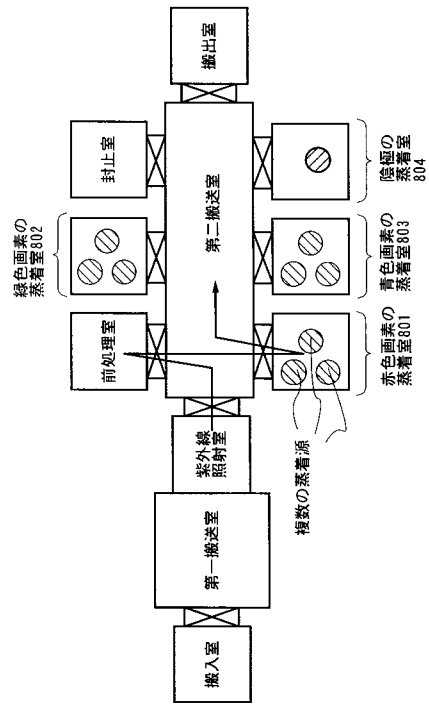 搬入室
第一搬送室
紫外線
照射室
前処理室
緑色画素の
蒸着室802
封止室
第二搬送室
搬出室
複数の蒸着源
赤色画素の
蒸着室801
青色画素の
蒸着室803
陰極の
蒸着室
804